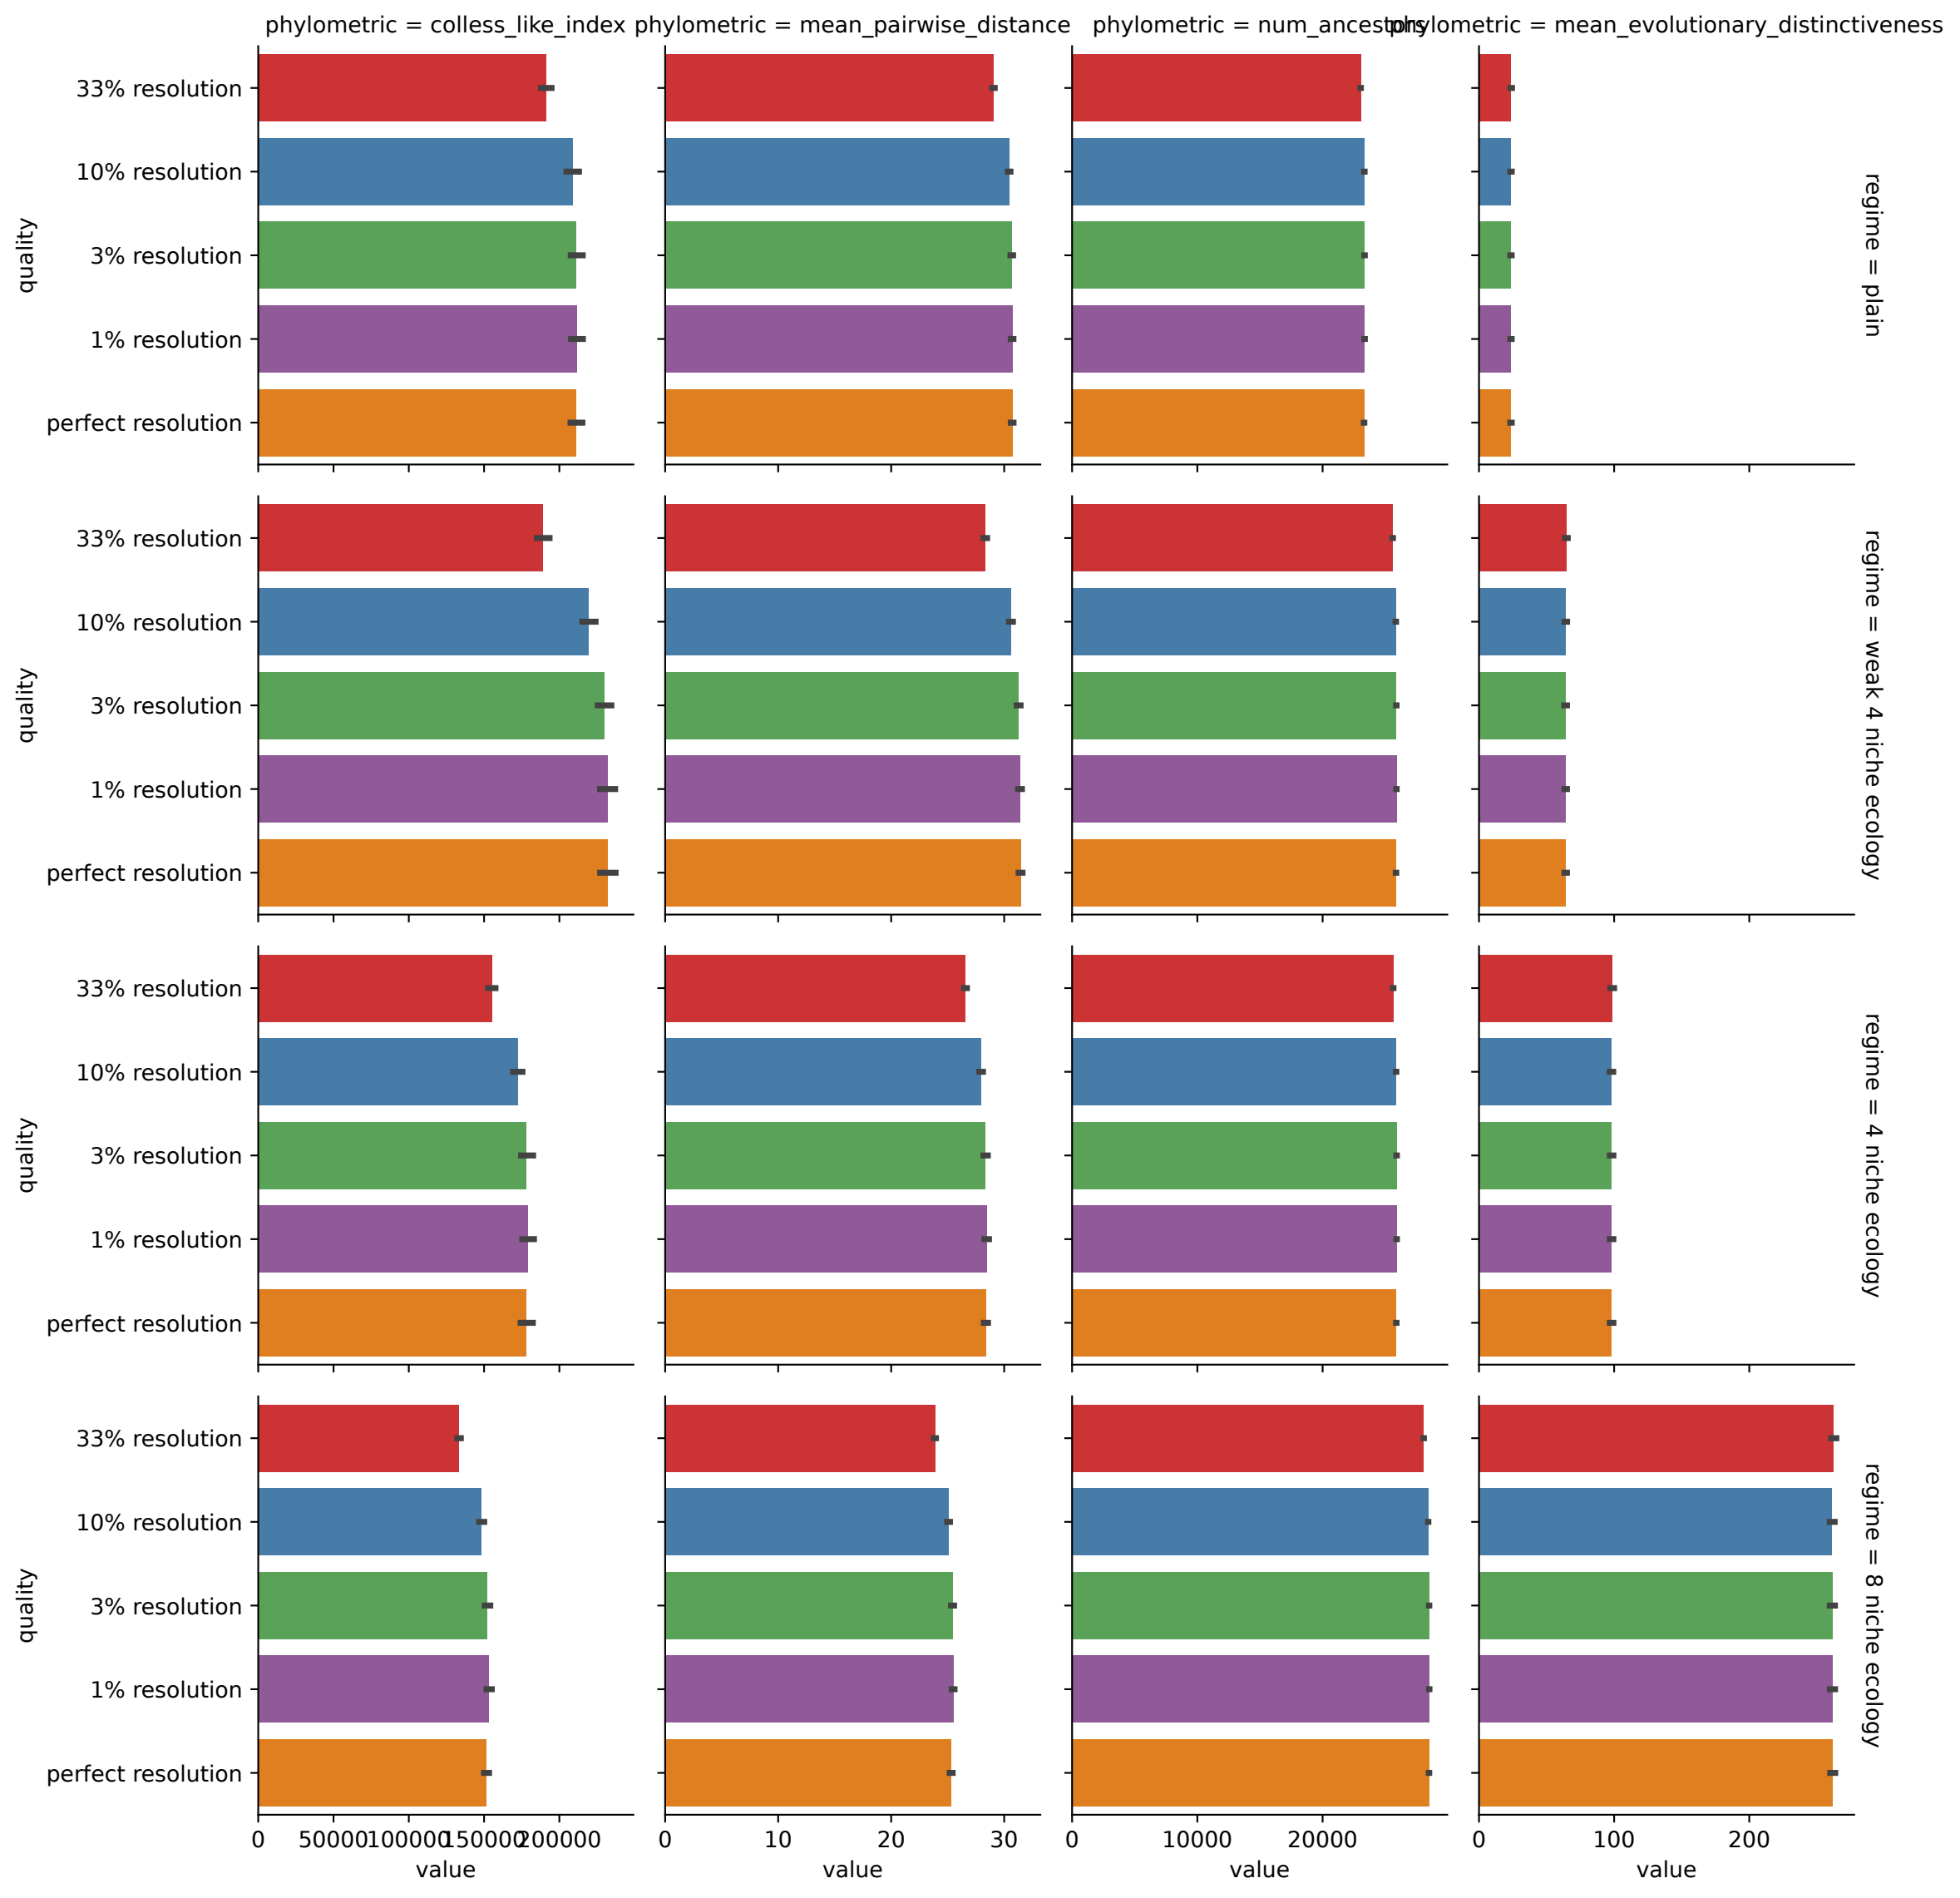 phylometric = colless_like_index
phylometric = mean_pairwise_distance
phylometric = num_ancestors
phylometric = mean_evolutionary_distinctiveness
quality
33% resolution
10% resolution
3% resolution
1% resolution
perfect resolution
regime = plain
quality
33% resolution
10% resolution
3% resolution
1% resolution
perfect resolution
regime = weak 4 niche ecology
quality
33% resolution
10% resolution
3% resolution
1% resolution
perfect resolution
regime = 4 niche ecology
quality
33% resolution
10% resolution
3% resolution
1% resolution
perfect resolution
regime = 8 niche ecology
0 50000 100000 150000 200000
0 10 20 30
0 10000 20000
0 100 200
value
value
value
value